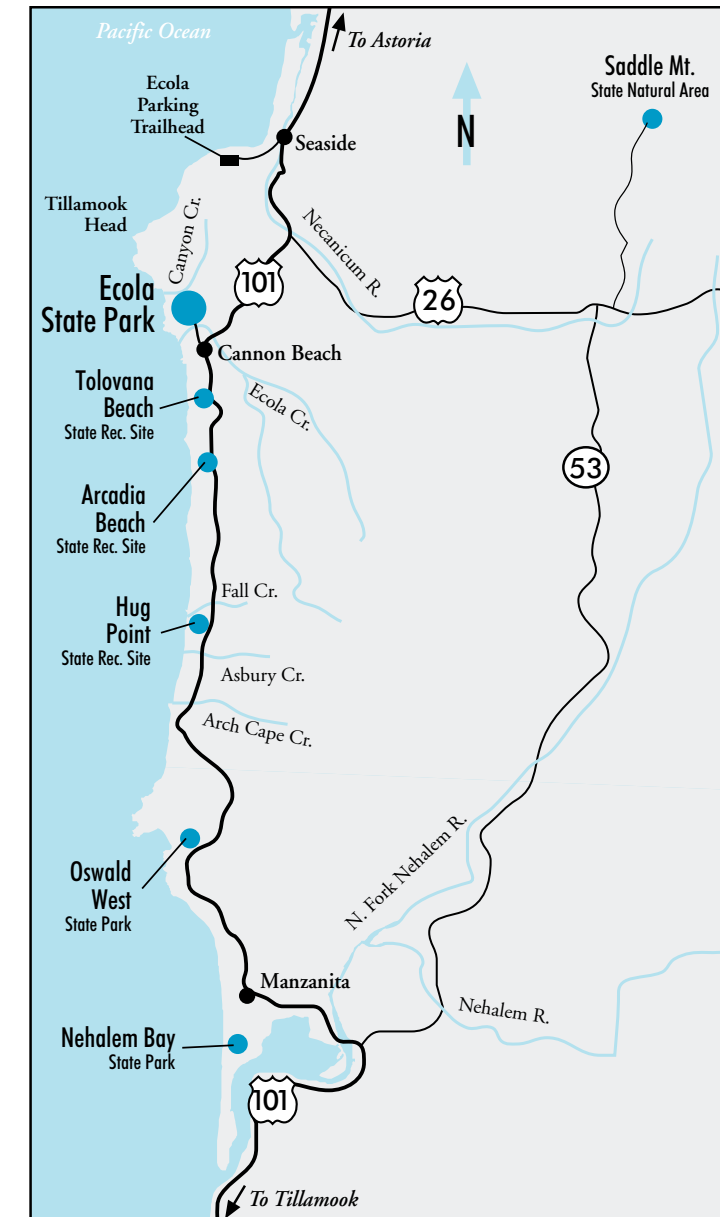 Pacific Ocean
To Astoria
Saddle Mt.
State Natural Area
Ecola
Parking
Trailhead
N
Seaside
Tillamook
Head
Canyon Cr.
Necanicum R.
Ecola
State Park
101
26
Cannon Beach
Tolovana
Beach
State Rec. Site
Ecola Cr.
53
Arcadia
Beach
State Rec. Site
Fall Cr.
Hug
Point
State Rec. Site
Asbury Cr.
Arch Cape Cr.
Oswald
West
State Park
N. Fork Nehalem R.
Manzanita
Nehalem R.
Nehalem Bay
State Park
101
To Tillamook